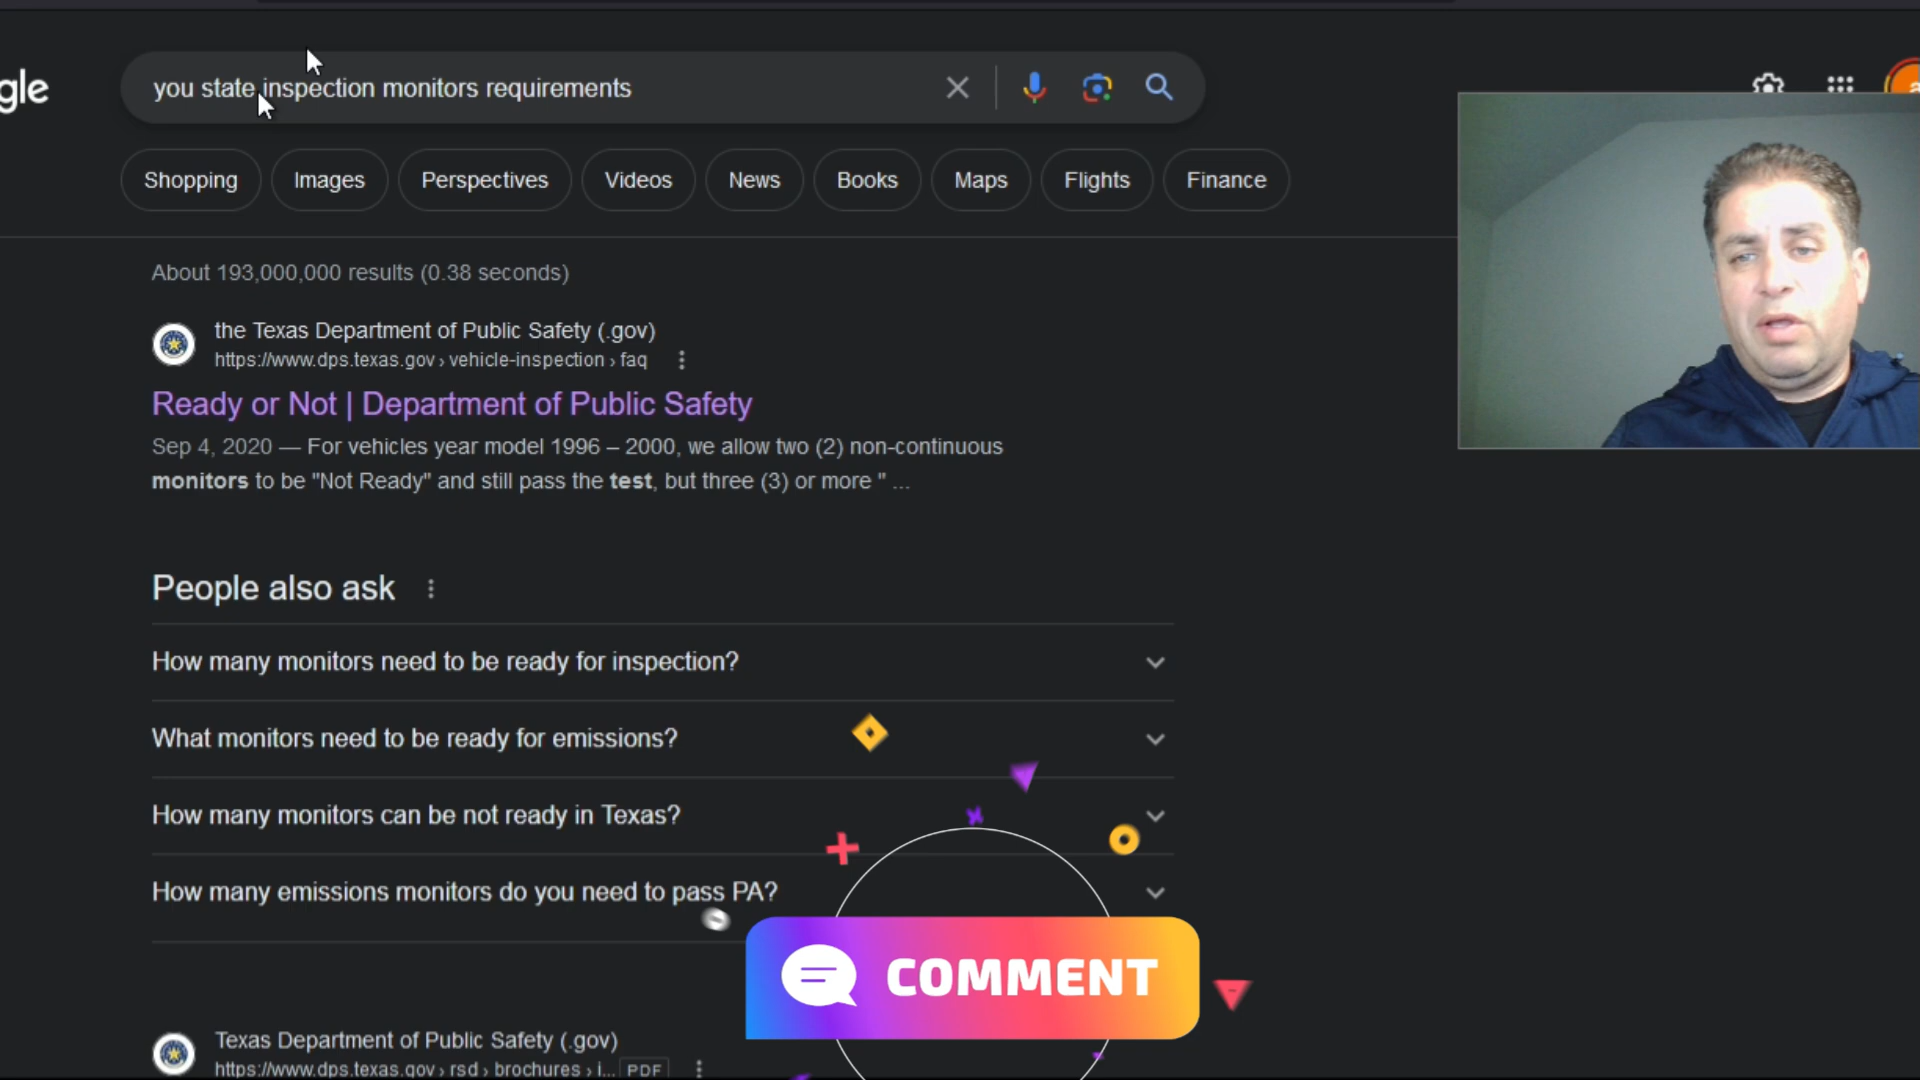 gle
you state inspection monitors requirements
Shopping
Images
Perspectives
Videos
News
Books
Maps
Flights
Finance
About 193,000,000 results (0.38 seconds)
the Texas Department of Public Safety (.gov)
https://www.dps.texas.gov › vehicle-inspection › faq
Ready or Not | Department of Public Safety
Sep 4, 2020 — For vehicles year model 1996 – 2000, we allow two (2) non-continuous
monitors to be "Not Ready" and still pass the test, but three (3) or more " ...
People also ask
How many monitors need to be ready for inspection?
What monitors need to be ready for emissions?
How many monitors can be not ready in Texas?
How many emissions monitors do you need to pass PA?
COMMENT
Texas Department of Public Safety (.gov)
https://www.dps.texas.gov › rsd › brochures › i... PDF